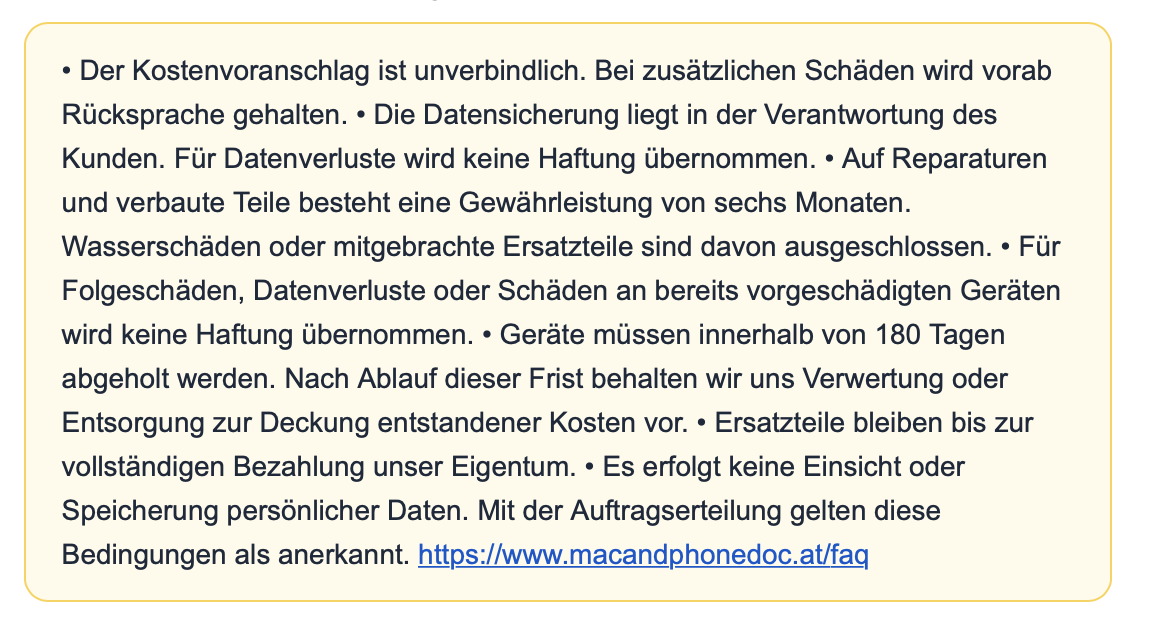 • Der Kostenvoranschlag ist unverbindlich. Bei zusätzlichen Schäden wird vorab
Rücksprache gehalten. • Die Datensicherung liegt in der Verantwortung des
Kunden. Für Datenverluste wird keine Haftung übernommen. • Auf Reparaturen
und verbaute Teile besteht eine Gewährleistung von sechs Monaten.
Wasserschäden oder mitgebrachte Ersatzteile sind davon ausgeschlossen. • Für
Folgeschäden, Datenverluste oder Schäden an bereits vorgeschädigten Geräten
wird keine Haftung übernommen. • Geräte müssen innerhalb von 180 Tagen
abgeholt werden. Nach Ablauf dieser Frist behalten wir uns Verwertung oder
Entsorgung zur Deckung entstandener Kosten vor. • Ersatzteile bleiben bis zur
vollständigen Bezahlung unser Eigentum. • Es erfolgt keine Einsicht oder
Speicherung persönlicher Daten. Mit der Auftragserteilung gelten diese
Bedingungen als anerkannt. https://www.macandphonedoc.at/faq